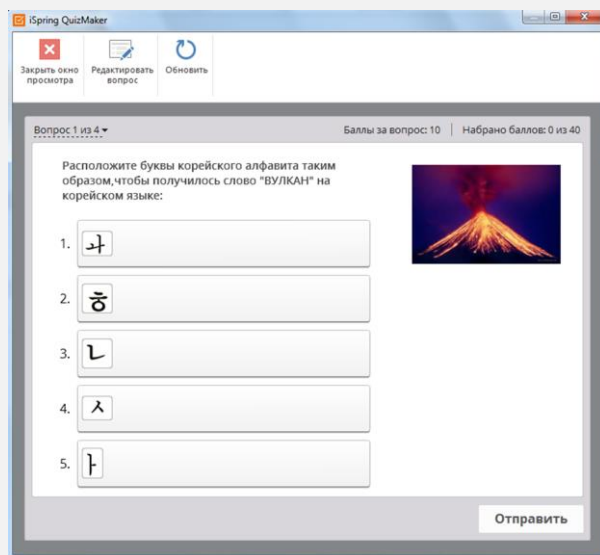 iSpring QuizMaker
Закрыть окно просмотра
Редактировать вопрос
Обновить
Вопрос 1 из 4
Баллы за вопрос: 10 | Набрано баллов: 0 из 40
Расположите буквы корейского алфавита таким
образом,чтобы получилось слово "ВУЛКАН" на
корейском языке:
1. ㅘ
2. ㅎ
3. ㄴ
4. ㅅ
5. ㅏ
Отправить